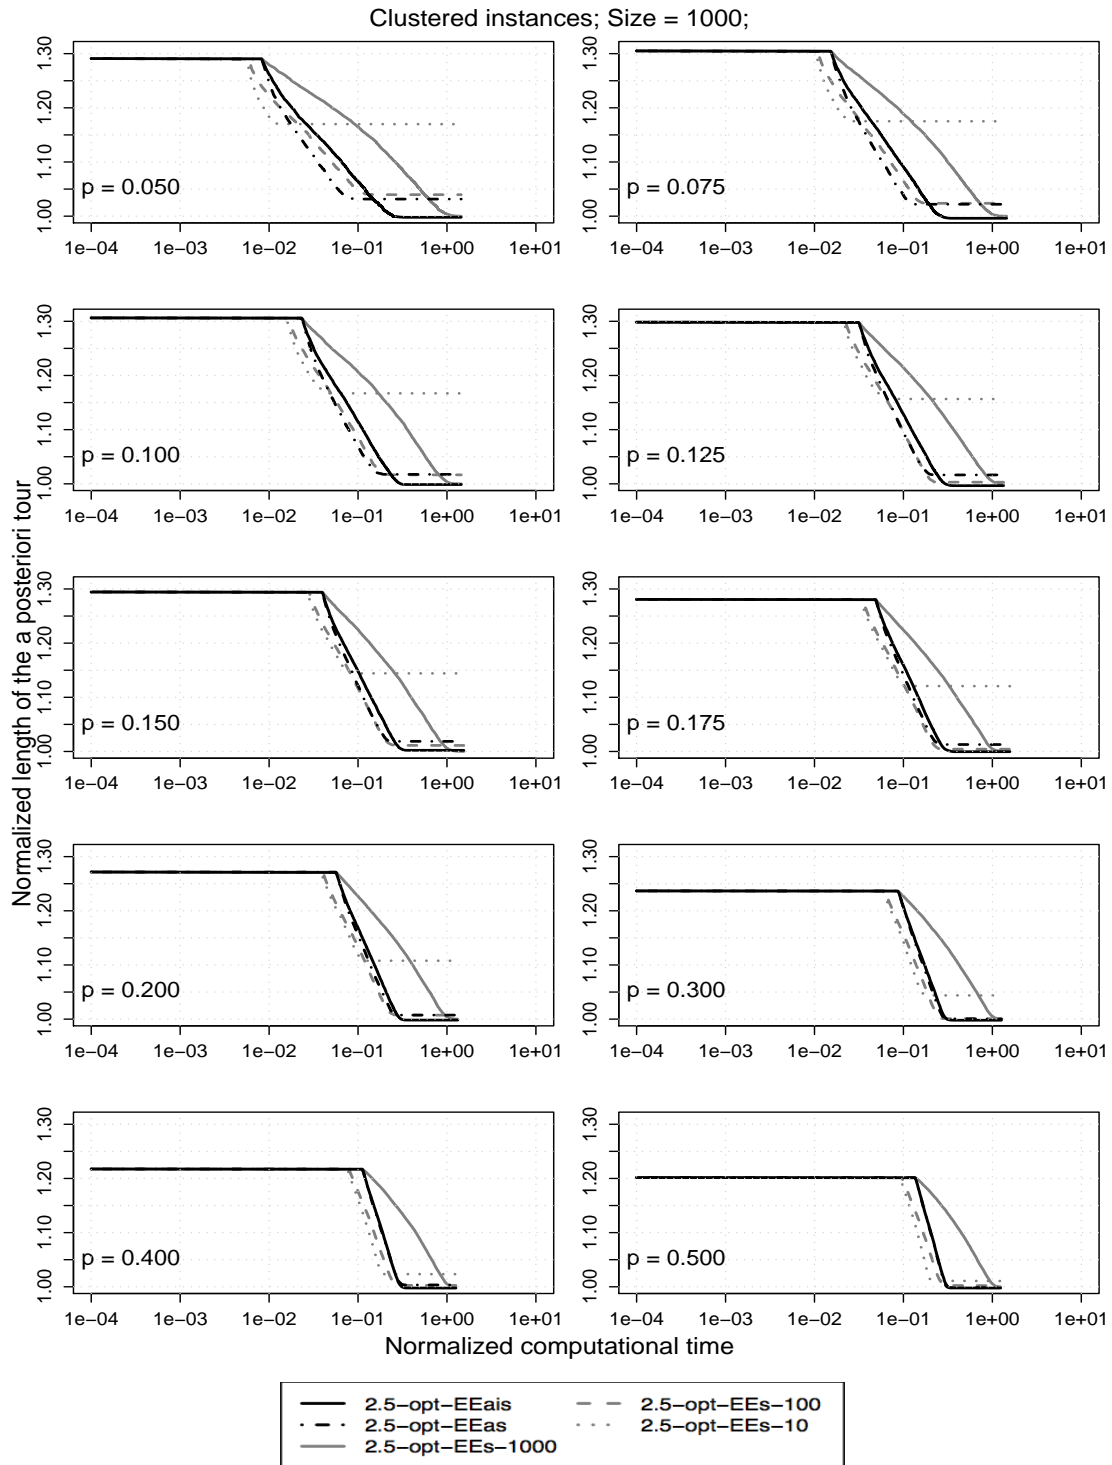 Clustered instances; Size = 1000;
Normalized length of the a posteriori tour
1.00 1.10 1.20 1.30
p = 0.050
1e−04 1e−03 1e−02 1e−01 1e+00 1e+01
1.00 1.10 1.20 1.30
p = 0.075
1e−04 1e−03 1e−02 1e−01 1e+00 1e+01
1.00 1.10 1.20 1.30
p = 0.100
1e−04 1e−03 1e−02 1e−01 1e+00 1e+01
1.00 1.10 1.20 1.30
p = 0.125
1e−04 1e−03 1e−02 1e−01 1e+00 1e+01
1.00 1.10 1.20 1.30
p = 0.150
1e−04 1e−03 1e−02 1e−01 1e+00 1e+01
1.00 1.10 1.20 1.30
p = 0.175
1e−04 1e−03 1e−02 1e−01 1e+00 1e+01
1.00 1.10 1.20 1.30
p = 0.200
1e−04 1e−03 1e−02 1e−01 1e+00 1e+01
1.00 1.10 1.20 1.30
p = 0.300
1e−04 1e−03 1e−02 1e−01 1e+00 1e+01
1.00 1.10 1.20 1.30
p = 0.400
1e−04 1e−03 1e−02 1e−01 1e+00 1e+01
1.00 1.10 1.20 1.30
p = 0.500
1e−04 1e−03 1e−02 1e−01 1e+00 1e+01
Normalized computational time
2.5−opt−EEais
2.5−opt−EEas
2.5−opt−EEs−1000
2.5−opt−EEs−100
2.5−opt−EEs−10